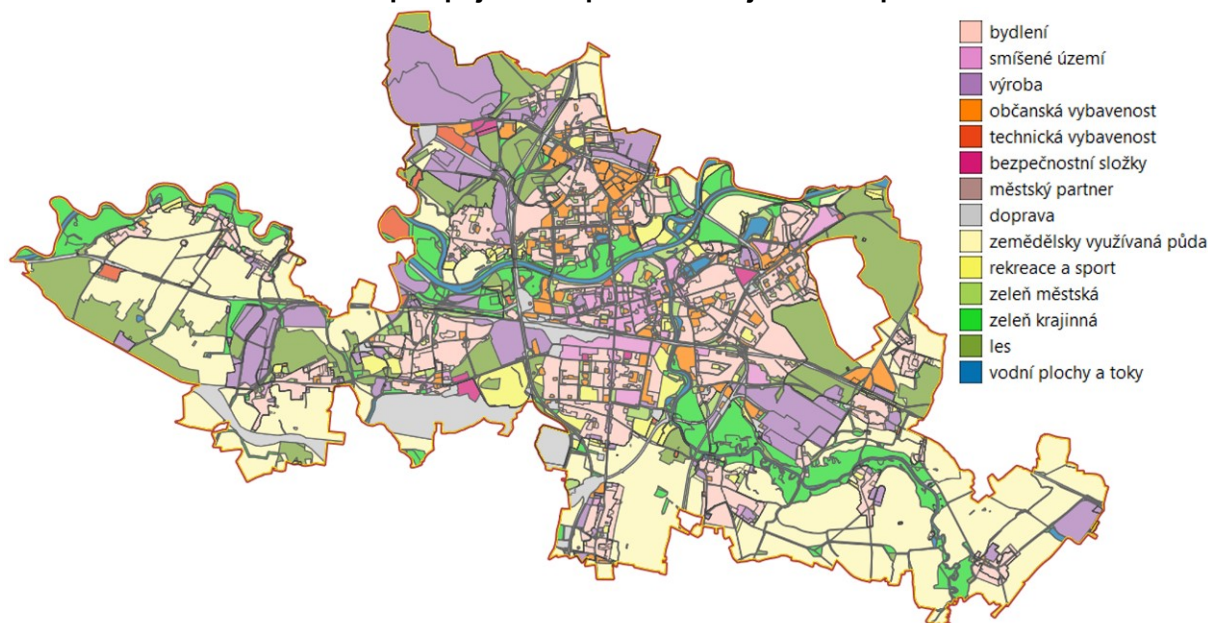 bydlení
smíšené území
výroba
občanská vybavenost
technická vybavenost
bezpečnostní složky
městský partner
doprava
zemědělsky využívaná půda
rekreace a sport
zeleň městská
zeleň krajinná
les
vodní plochy a toky